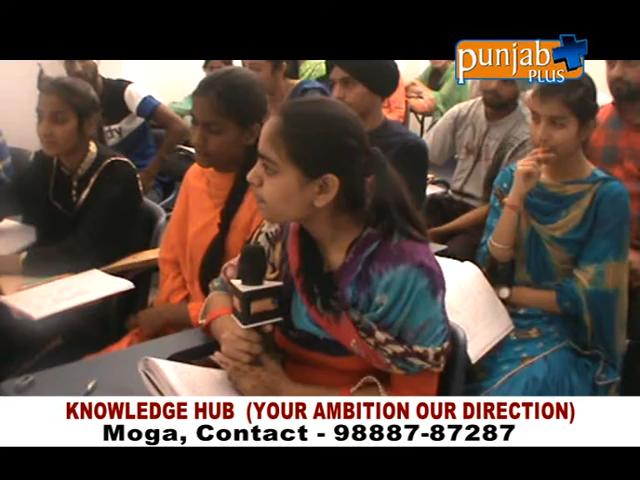 punjab
PLUS
KNOWLEDGE HUB (YOUR AMBITION OUR DIRECTION)
Moga, Contact - 98887-87287